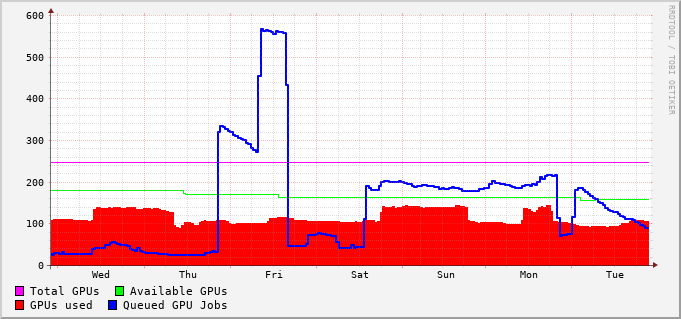 600
500
400
300
200
100
0
Wed Thu Fri Sat Sun Mon Tue
Total GPUs Available GPUs
GPUs used Queued GPU Jobs
RRDTOOL / TOBI OETIKER